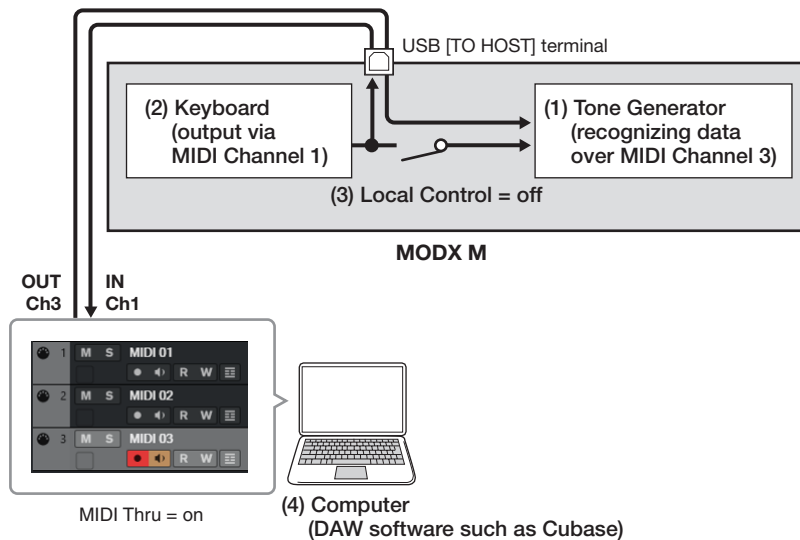 USB [TO HOST] terminal
(2) Keyboard
(output via
MIDI Channel 1)
(1) Tone Generator
(recognizing data
over MIDI Channel 3)
(3) Local Control = off
MODX M
OUT
Ch3
IN
Ch1
1 M S MIDI 01
R W
2 M S MIDI 02
R W
3 M S MIDI 03
R W
MIDI Thru = on
(4) Computer
(DAW software such as Cubase)